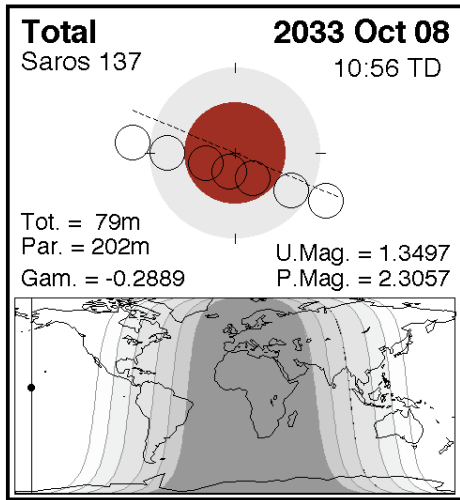 Total 2033 Oct 08
Saros 137 10:56 TD
Tot. = 79m
Par. = 202m U.Mag. = 1.3497
Gam. = -0.2889 P.Mag. = 2.3057